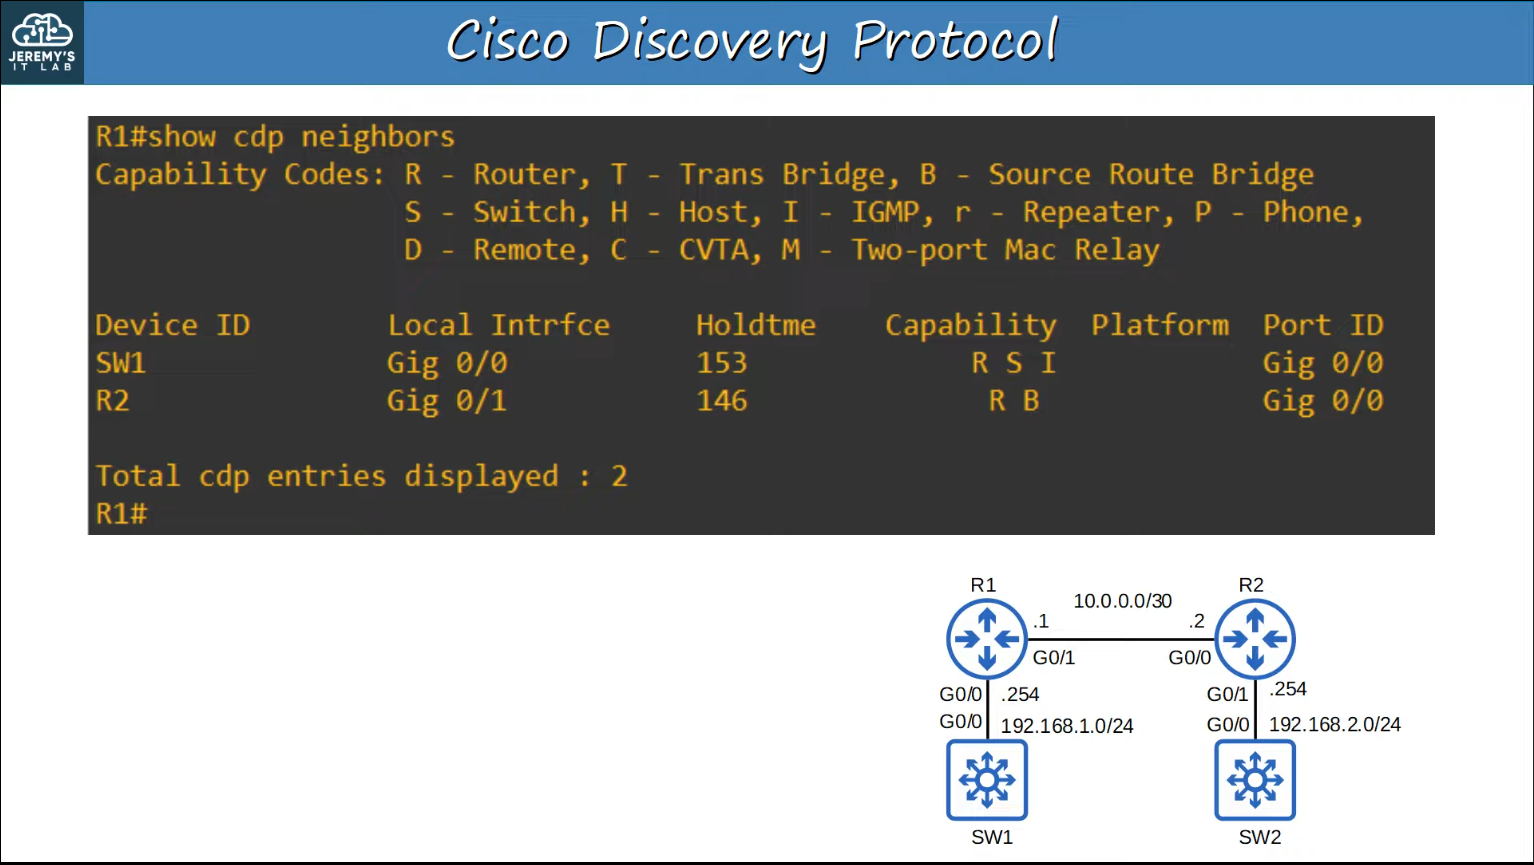 JEREMY'S
IT LAB
Cisco Discovery Protocol
R1#show cdp neighbors
Capability Codes: R - Router, T - Trans Bridge, B - Source Route Bridge
S - Switch, H - Host, I - IGMP, r - Repeater, P - Phone,
D - Remote, C - CVTA, M - Two-port Mac Relay
Device ID Local Intrfce Holdtme Capability Platform Port ID
SW1 Gig 0/0 153 R S I Gig 0/0
R2 Gig 0/1 146 R B Gig 0/0
Total cdp entries displayed : 2
R1#
R1 R2
10.0.0.0/30
.1 .2
G0/1 G0/0
G0/0 .254 G0/1 .254
G0/0 192.168.1.0/24 G0/0 192.168.2.0/24
SW1 SW2